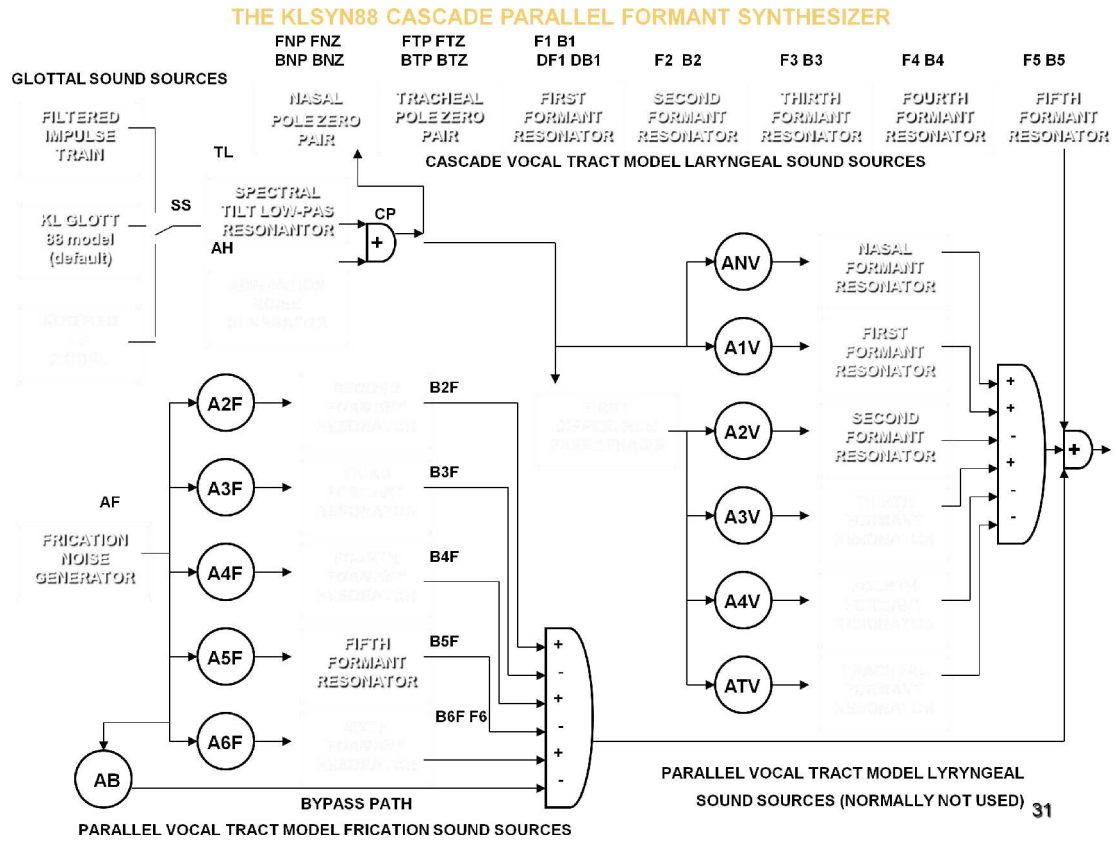 THE KLSYN88 CASCADE PARALLEL FORMANT SYNTHESIZER
FNP FNZ
BNP BNZ
FTP FTZ
BTP BTZ
F1 B1
DF1 DB1
F2 B2
F3 B3
F4 B4
F5 B5
GLOTTAL SOUND SOURCES
NASAL
POLE ZERO
PAIR
TRACHEAL
POLE ZERO
PAIR
FIRST
FORMANT
RESONATOR
SECOND
FORMANT
RESONATOR
THIRTH
FORMANT
RESONATOR
FOURTH
FORMANT
RESONATOR
FIFTH
FORMANT
RESONATOR
CASCADE VOCAL TRACT MODEL LARYNGEAL SOUND SOURCES
FILTERED
IMPULSE
TRAIN
TL
SS
KL GLOTT
88 model
(default)
SPECTRAL
TILT LOW-PAS
RESONANTOR
CP
+
AH
ANV
NASAL
FORMANT
RESONATOR
A1V
FIRST
FORMANT
RESONATOR
A2V
SECOND
FORMANT
RESONATOR
A3V
A4V
ATV
+
+
-
+
-
-
+
A2F
B2F
A3F
B3F
AF
FRICATION
NOISE
GENERATOR
A4F
B4F
A5F
FIFTH
FORMANT
RESONATOR
B5F
A6F
B6F F6
AB
+
-
+
-
+
-
BYPASS PATH
PARALLEL VOCAL TRACT MODEL FRICATION SOUND SOURCES
PARALLEL VOCAL TRACT MODEL LYRYNGEAL
SOUND SOURCES (NORMALLY NOT USED)
31